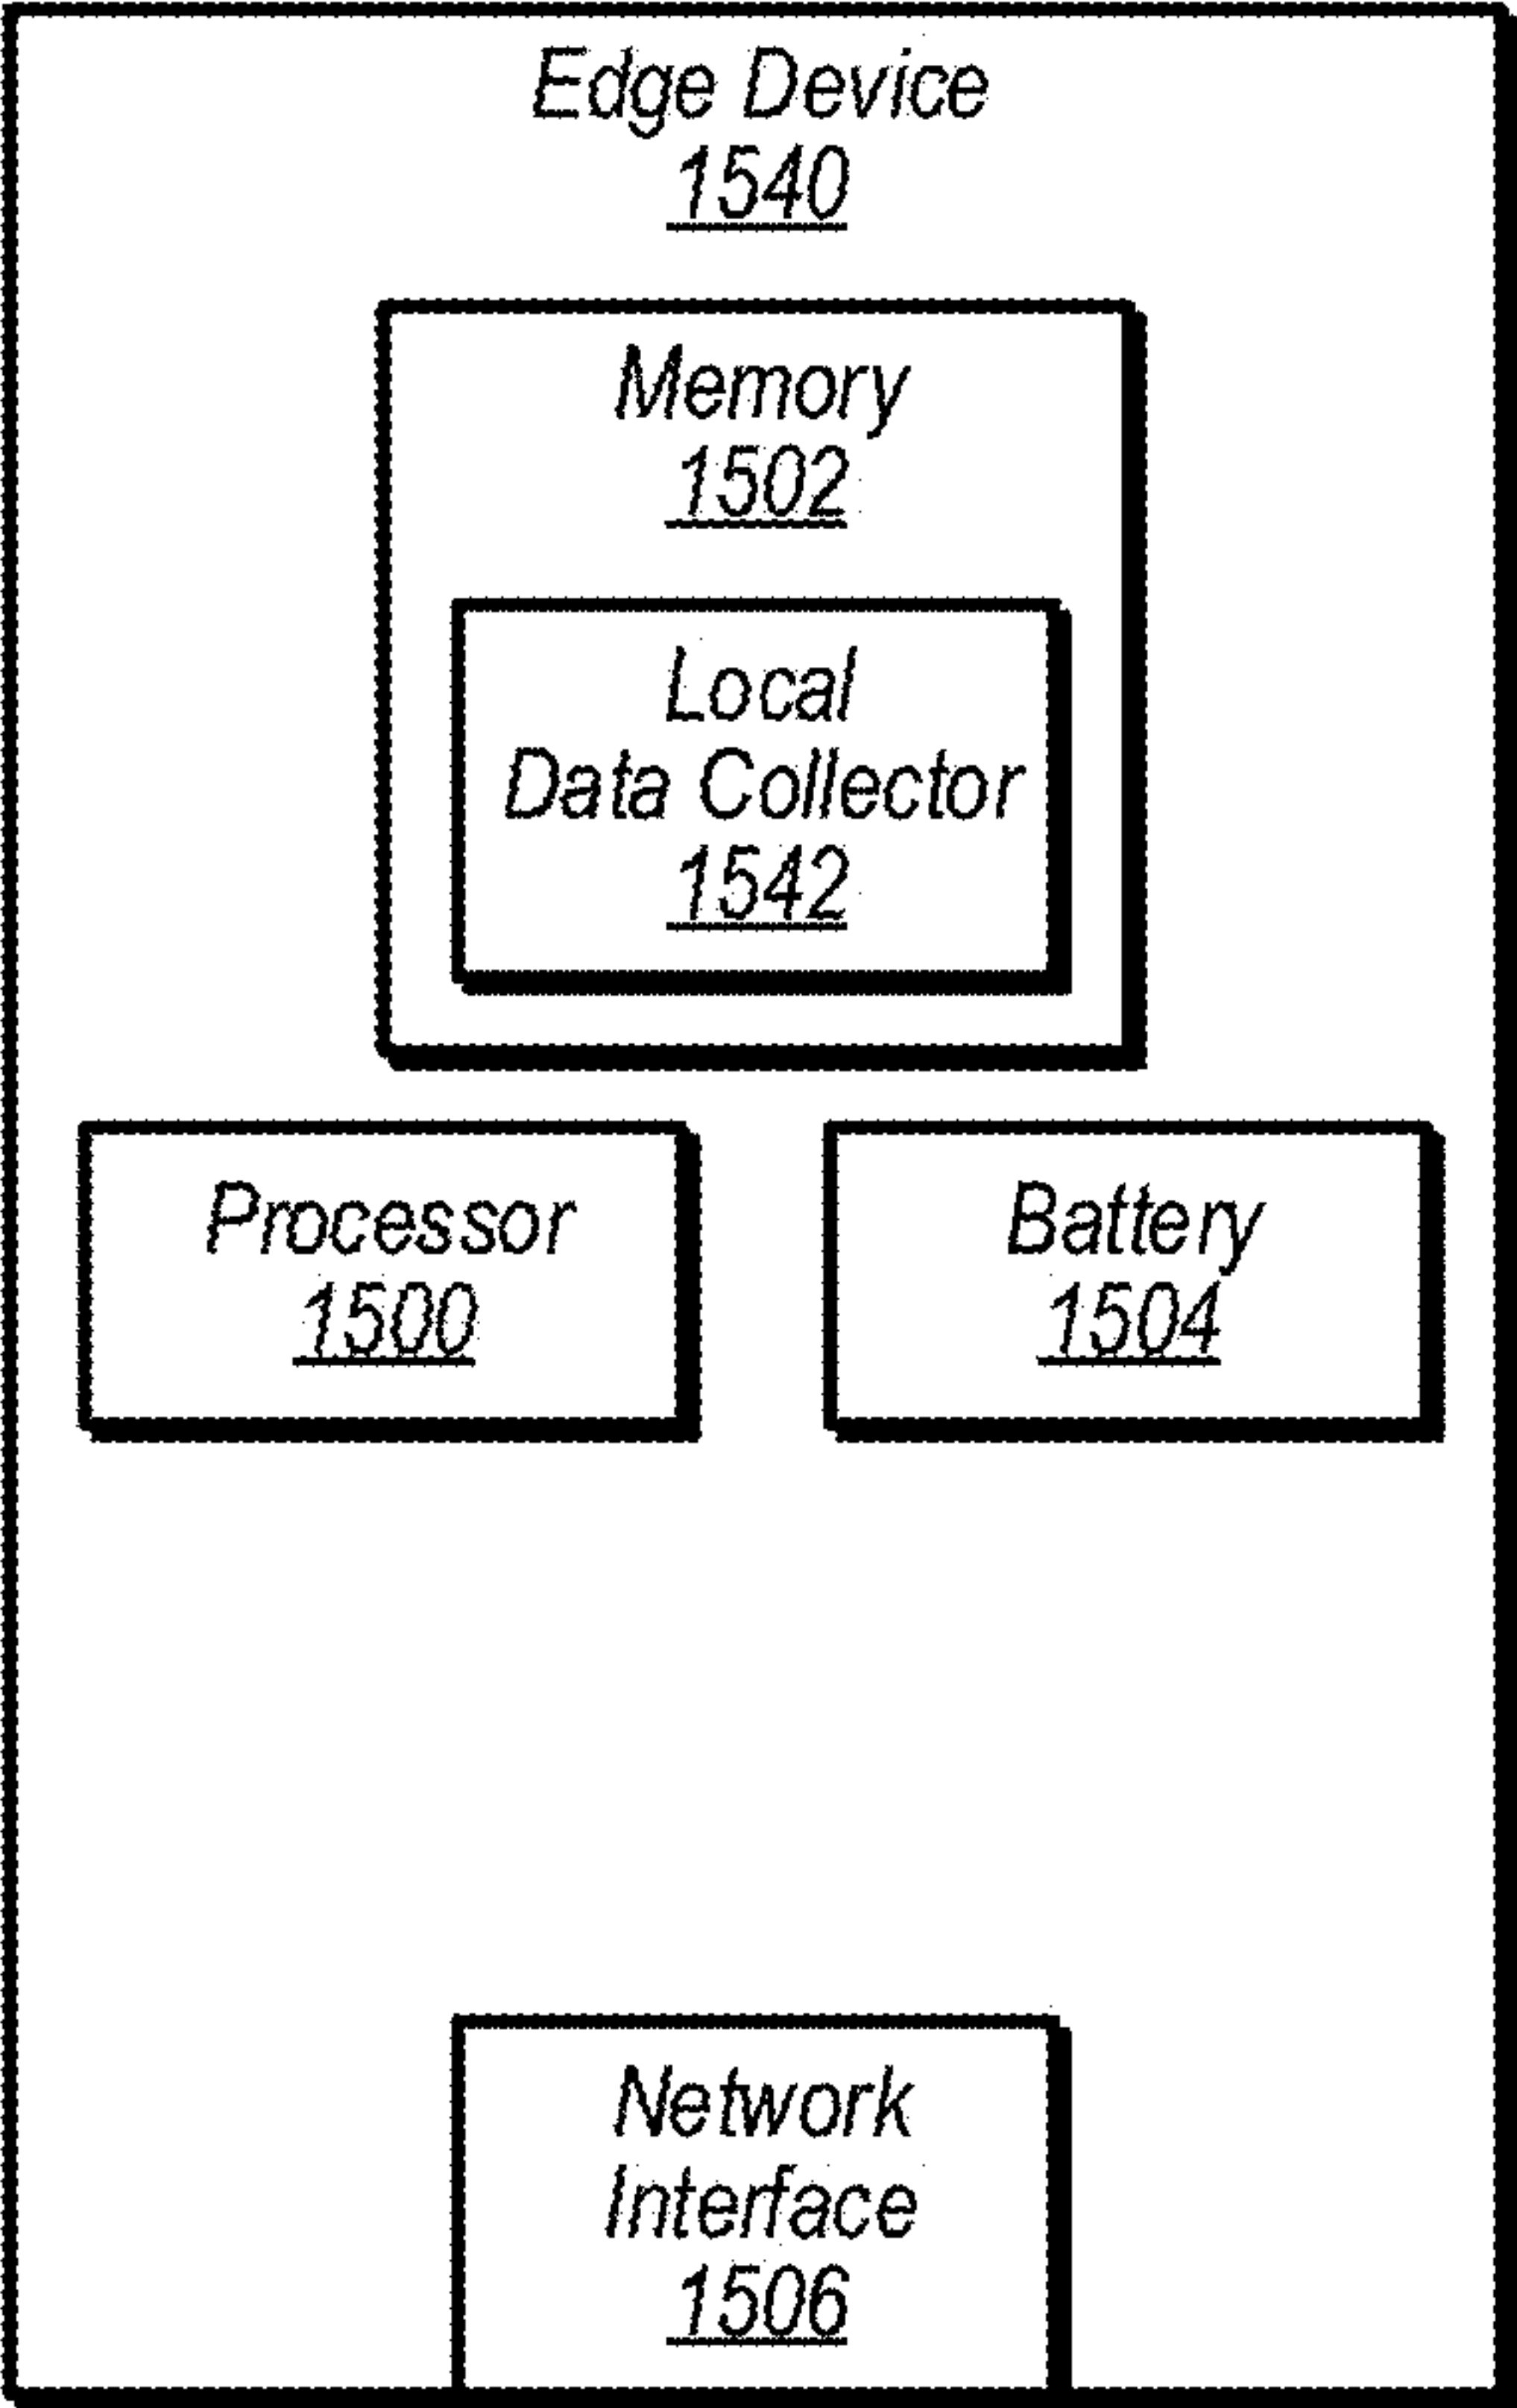 Edge Device
1540
Memory
1502
Local
Data Collector
1542
Processor
1500
Battery
1504
Network
Interface
1506